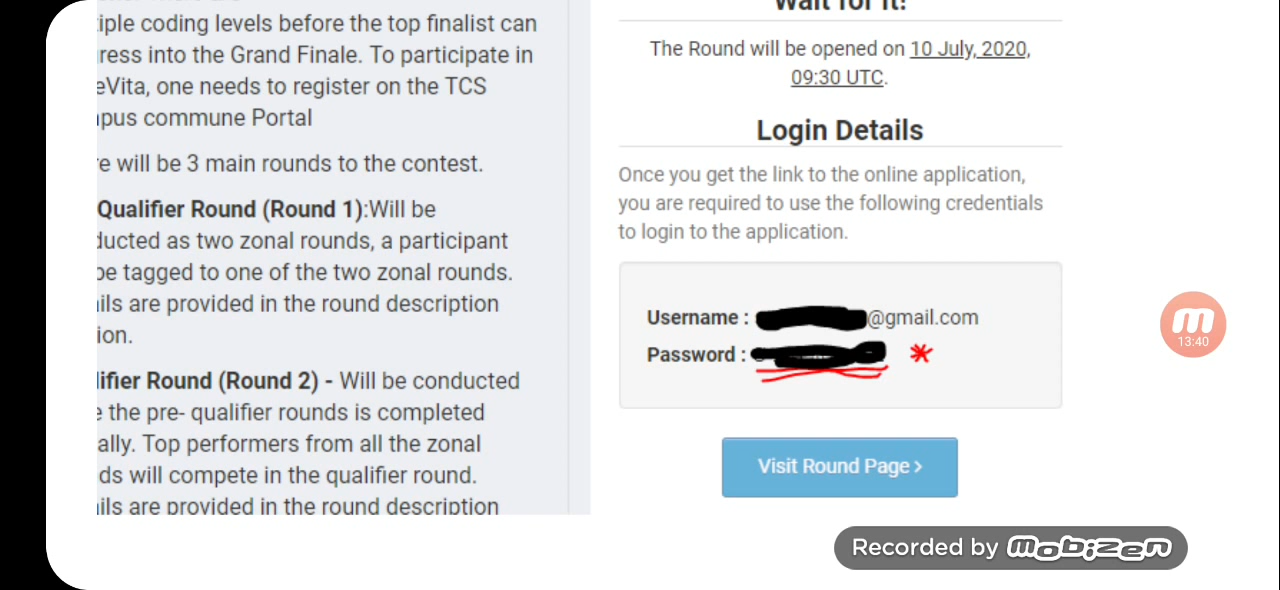 tiple coding levels before the top finalist can
ress into the Grand Finale. To participate in
eVita, one needs to register on the TCS
pus commune Portal
e will be 3 main rounds to the contest.
Qualifier Round (Round 1):Will be
ducted as two zonal rounds, a participant
be tagged to one of the two zonal rounds.
ils are provided in the round description
ion.
lifier Round (Round 2) - Will be conducted
e the pre- qualifier rounds is completed
ally. Top performers from all the zonal
ds will compete in the qualifier round.
ils are provided in the round description
Wait for it!
The Round will be opened on 10 July, 2020,
09:30 UTC.
Login Details
Once you get the link to the online application,
you are required to use the following credentials
to login to the application.
Username : @gmail.com
Password : *
Visit Round Page >
13:40
Recorded by mobizen